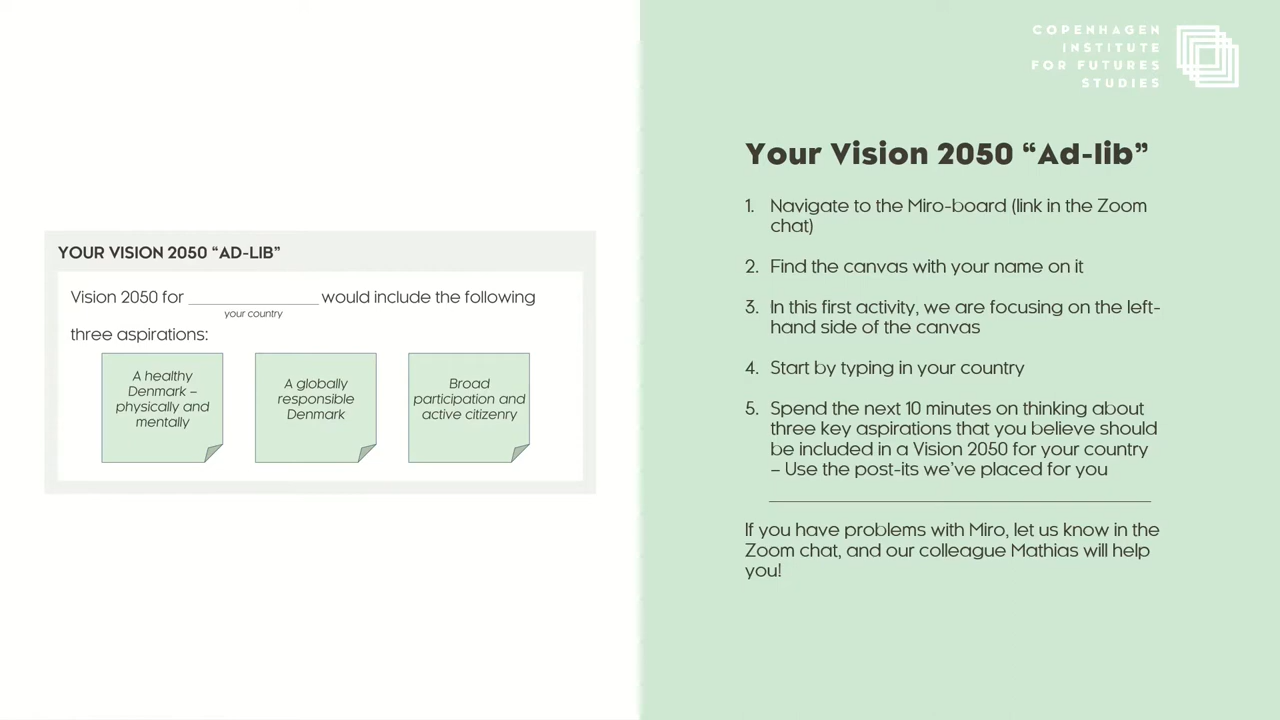 YOUR VISION 2050 “AD-LIB”
Vision 2050 for ______________ would include the following
your country
three aspirations:
A healthy
Denmark –
physically and
mentally
A globally
responsible
Denmark
Broad
participation and
active citizenry
COPENHAGEN
INSTITUTE
FOR FUTURES
STUDIES
Your Vision 2050 “Ad-lib”
1. Navigate to the Miro-board (link in the Zoom
chat)
2. Find the canvas with your name on it
3. In this first activity, we are focusing on the left-
hand side of the canvas
4. Start by typing in your country
5. Spend the next 10 minutes on thinking about
three key aspirations that you believe should
be included in a Vision 2050 for your country
– Use the post-its we’ve placed for you
If you have problems with Miro, let us know in the
Zoom chat, and our colleague Mathias will help
you!